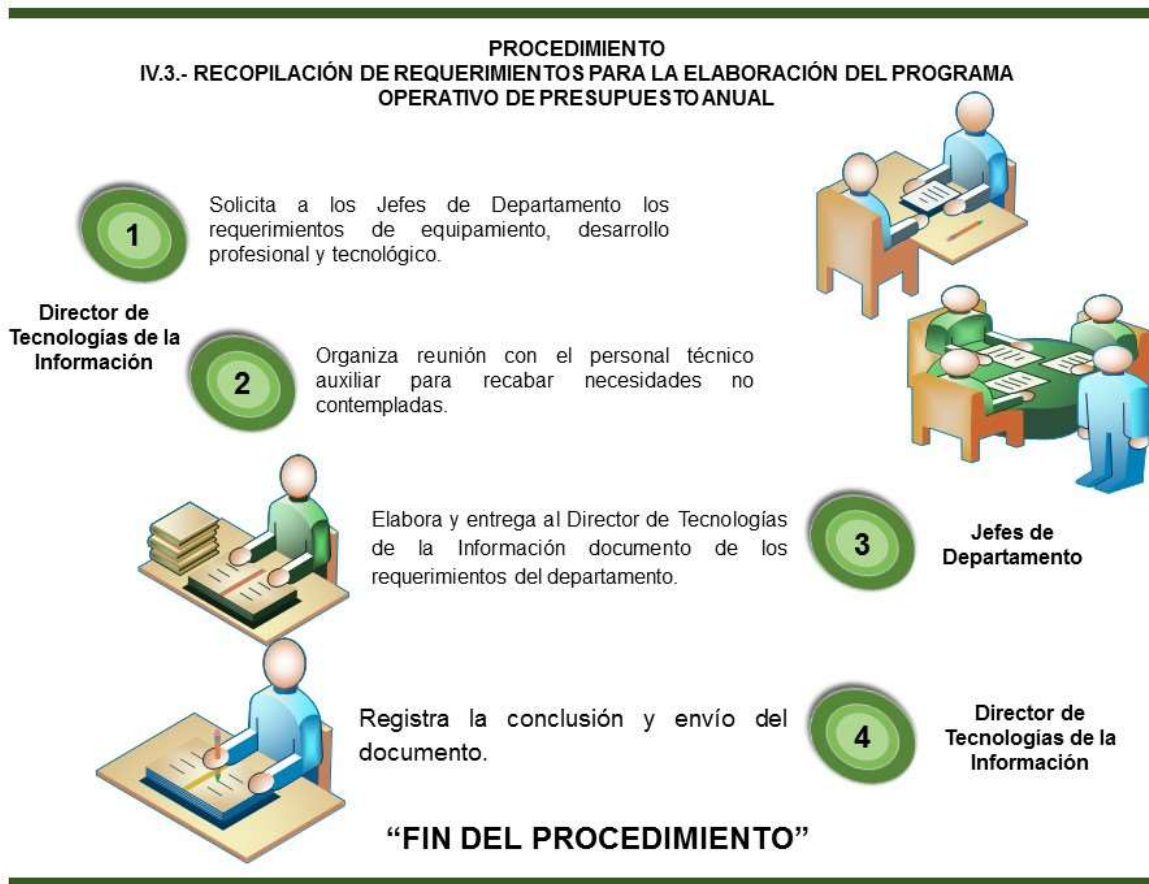 PROCEDIMIENTO
IV.3.- RECOPILACIÓN DE REQUERIMIENTOS PARA LA ELABORACIÓN DEL PROGRAMA
OPERATIVO DE PRESUPUESTO ANUAL
1
Solicita a los Jefes de Departamento los
requerimientos de equipamiento, desarrollo
profesional y tecnológico.
Director de
Tecnologías de la
Información
2
Organiza reunión con el personal técnico
auxiliar para recabar necesidades no
contempladas.
Elabora y entrega al Director de Tecnologías
de la Información documento de los
requerimientos del departamento.
3
Jefes de
Departamento
Registra la conclusión y envío del
documento.
4
Director de
Tecnologías de la
Información
“FIN DEL PROCEDIMIENTO”